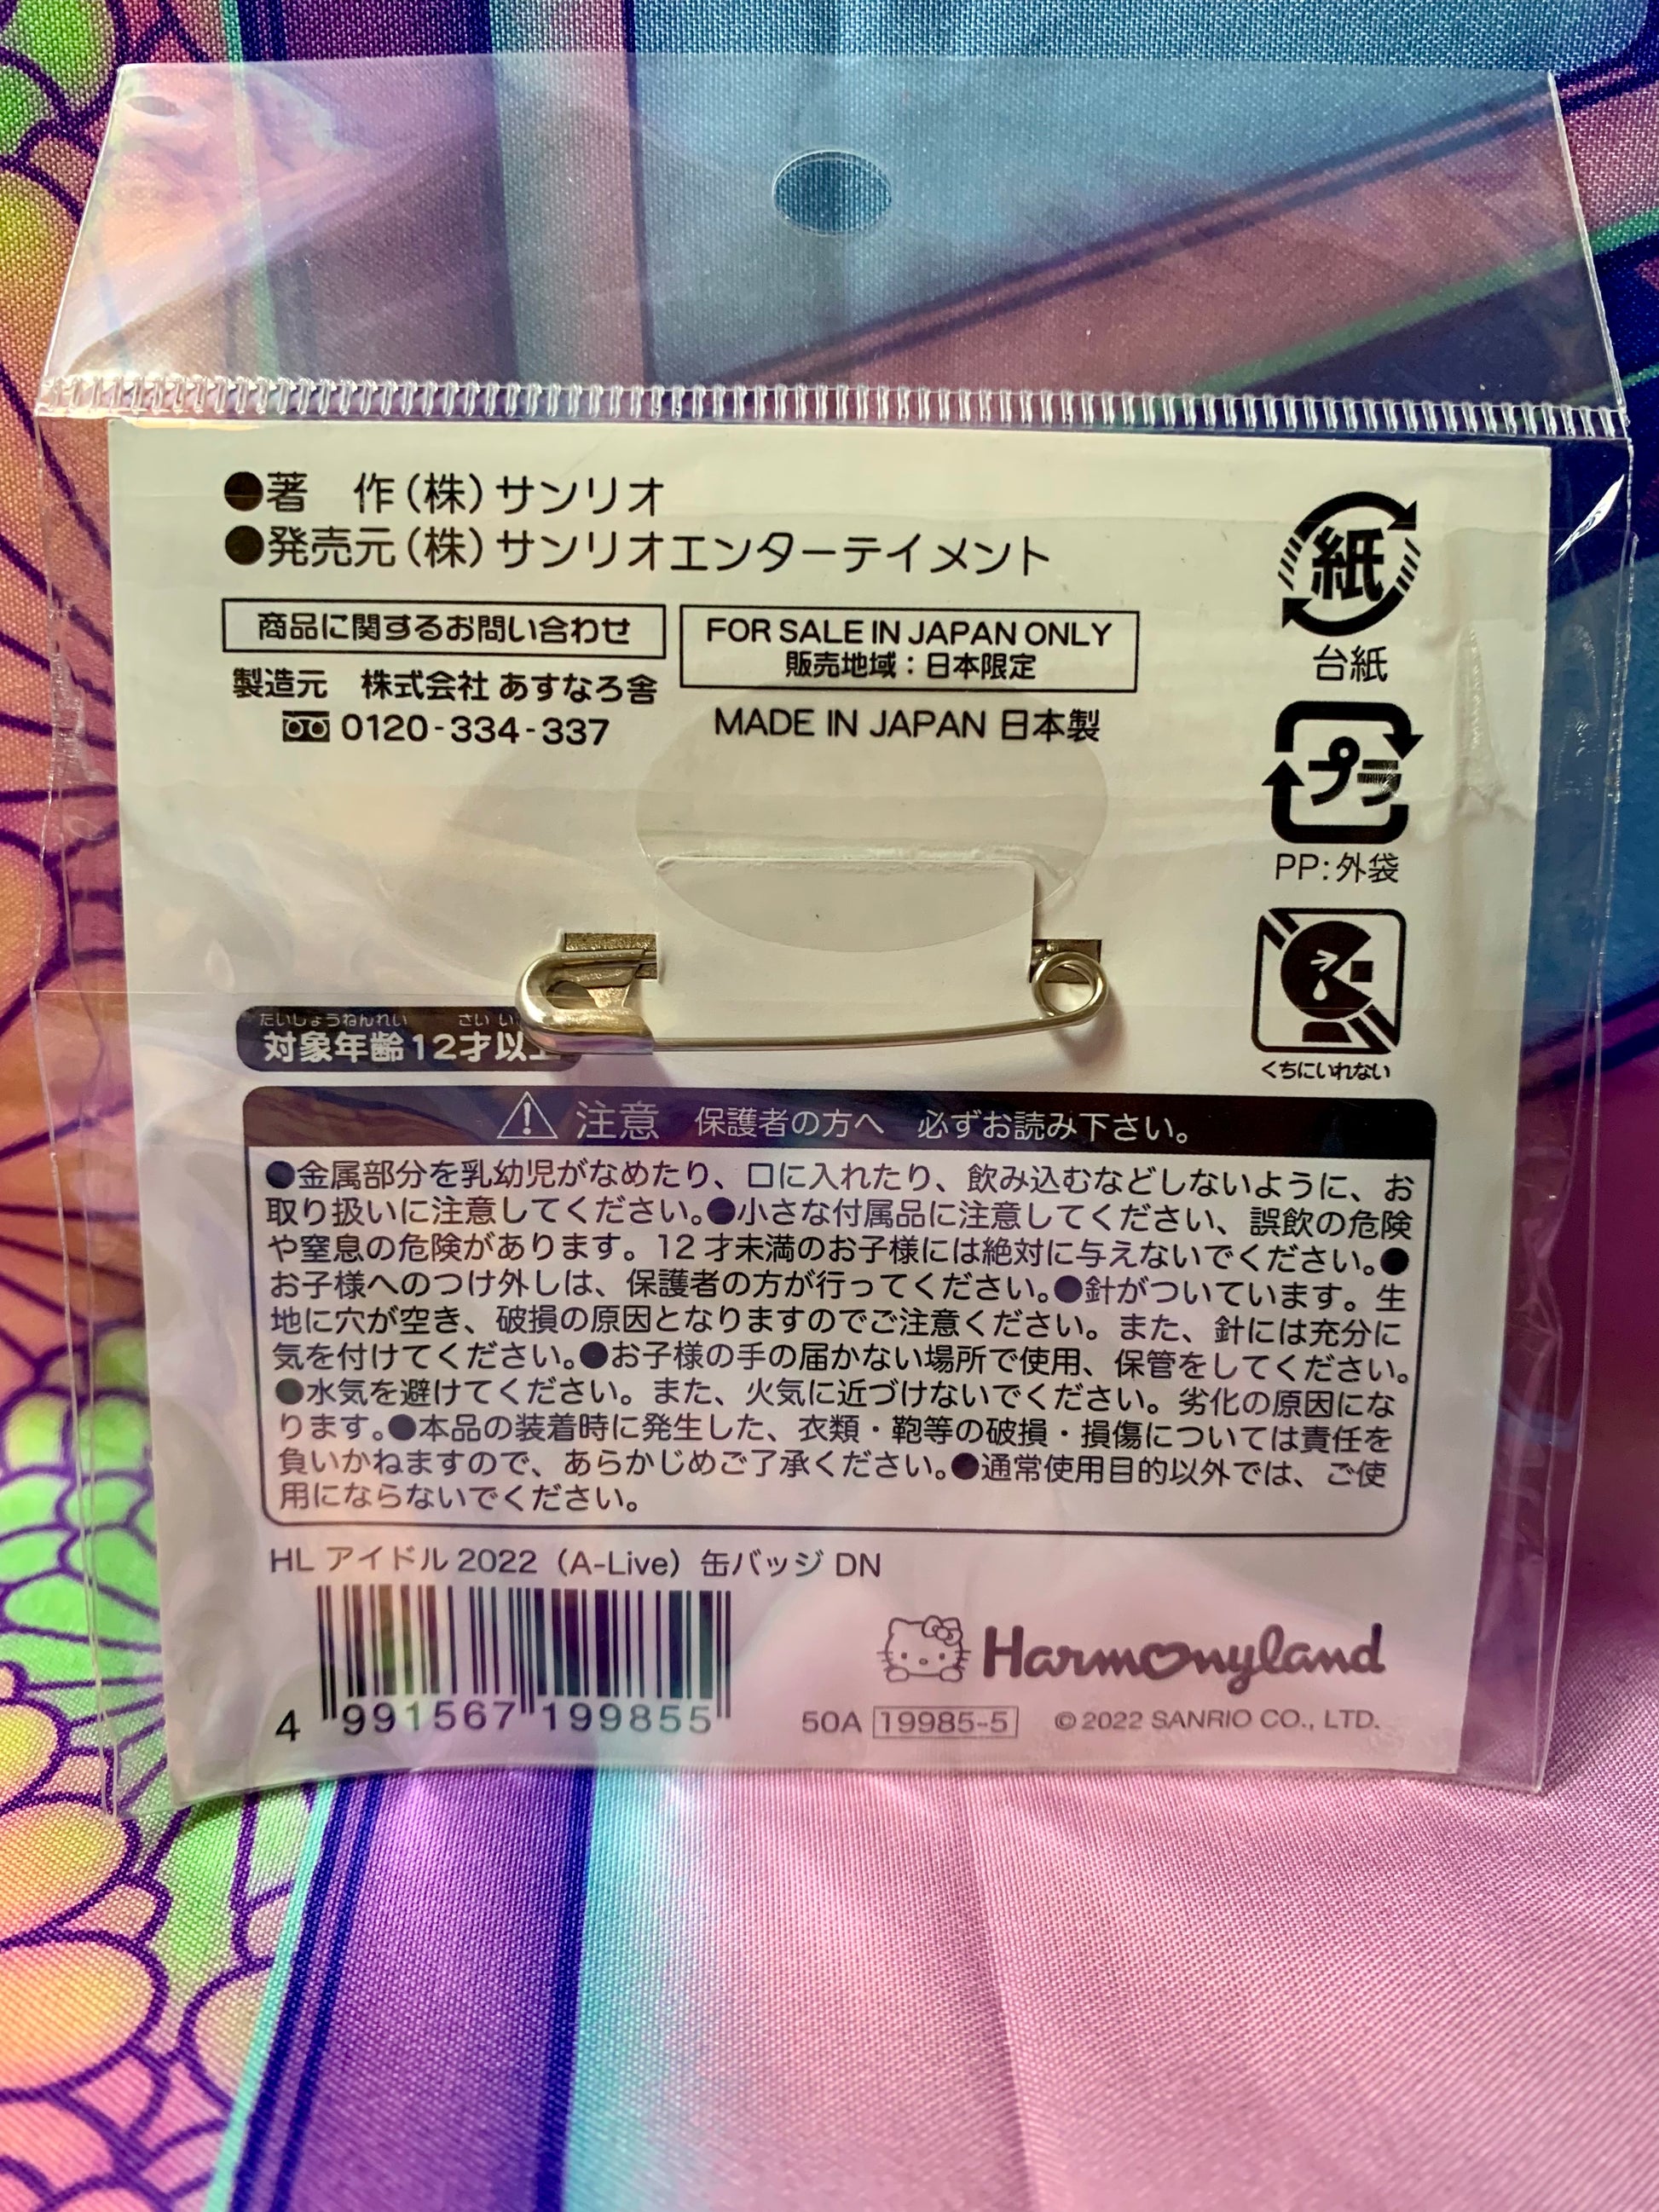 ●著　作(株)サンリオ
●発売元(株)サンリオエンターテイメント
商品に関するお問い合わせ
製造元　株式会社 あすなろ舎
0120-334-337
FOR SALE IN JAPAN ONLY
販売地域：日本限定
MADE IN JAPAN 日本製
紙
台紙
プラ
PP:外袋
くちにいれない
たいしょうねんれい　さい い
対象年齢12才以上
注意　保護者の方へ　必ずお読み下さい。
●金属部分を乳幼児がなめたり、口に入れたり、飲み込むなどしないように、お
取り扱いに注意してください。●小さな付属品に注意してください、誤飲の危険
や窒息の危険があります。12才未満のお子様には絶対に与えないでください。●
お子様へのつけ外しは、保護者の方が行ってください。●針がついています。生
地に穴が空き、破損の原因となりますのでご注意ください。また、針には充分に
気を付けてください。●お子様の手の届かない場所で使用、保管をしてください。
●水気を避けてください。また、火気に近づけないでください。劣化の原因にな
ります。●本品の装着時に発生した、衣類・鞄等の破損・損傷については責任を
負いかねますので、あらかじめご了承ください。●通常使用目的以外では、ご使
用にならないでください。
HL アイドル 2022（A-Live）缶バッジ DN
4 991567 199855
Harmonyland
50A 19985-5 ©2022 SANRIO CO., LTD.